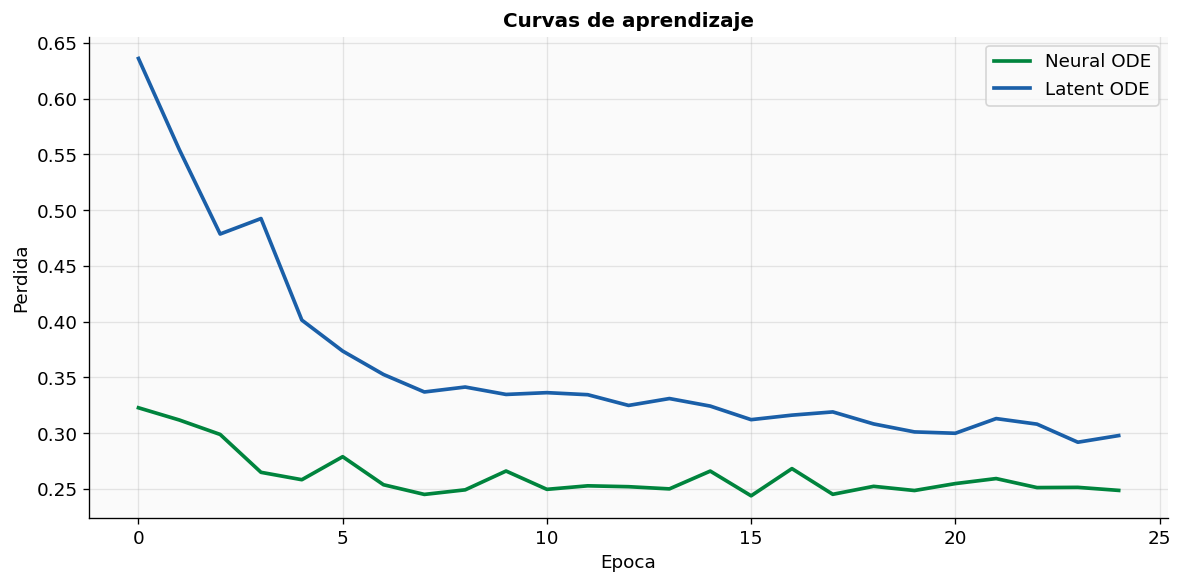 Curvas de aprendizaje
Neural ODE
Latent ODE
Perdida
0.65
0.60
0.55
0.50
0.45
0.40
0.35
0.30
0.25
0 5 10 15 20 25
Epoca